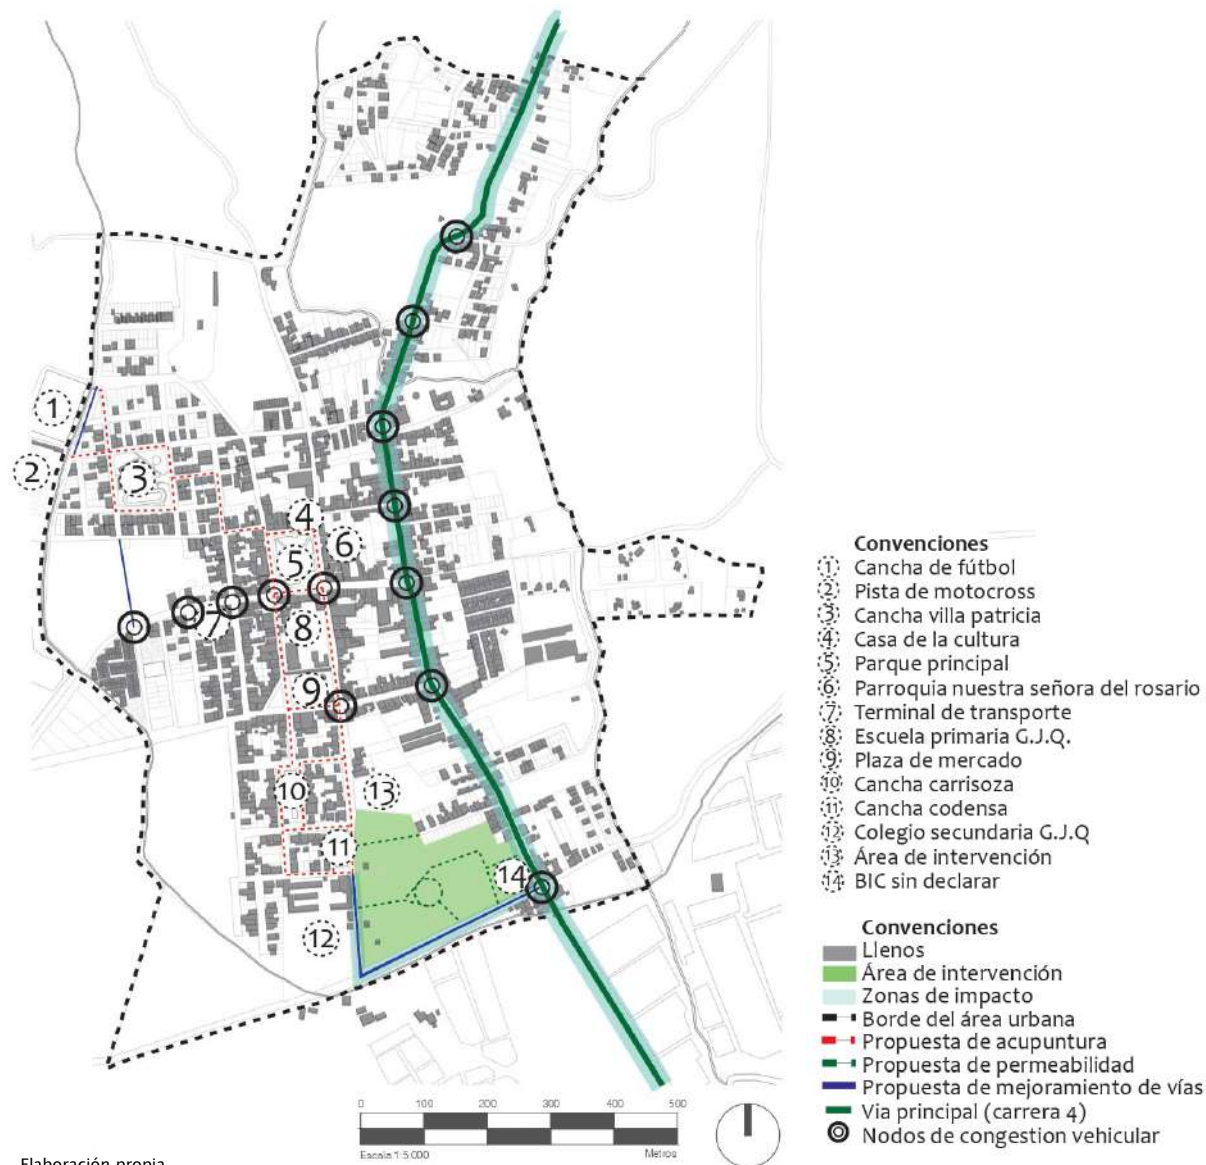 1
2
3
4
6
5
7
8
9
10
13
11
14
12
Convenciones
1 Cancha de fútbol
2 Pista de motocross
3 Cancha villa patricia
4 Casa de la cultura
5 Parque principal
6 Parroquia nuestra señora del rosario
7 Terminal de transporte
8 Escuela primaria G.J.Q.
9 Plaza de mercado
10 Cancha carrisoza
11 Cancha codensa
12 Colegio secundaria G.J.Q
13 Área de intervención
14 BIC sin declarar
Convenciones
Llenos
Área de intervención
Zonas de impacto
Borde del área urbana
Propuesta de acupuntura
Propuesta de permeabilidad
Propuesta de mejoramiento de vías
Via principal (carrera 4)
Nodos de congestion vehicular
0 100 200 300 400 500
Escala 1:5 000 Metros
Elaboración propia